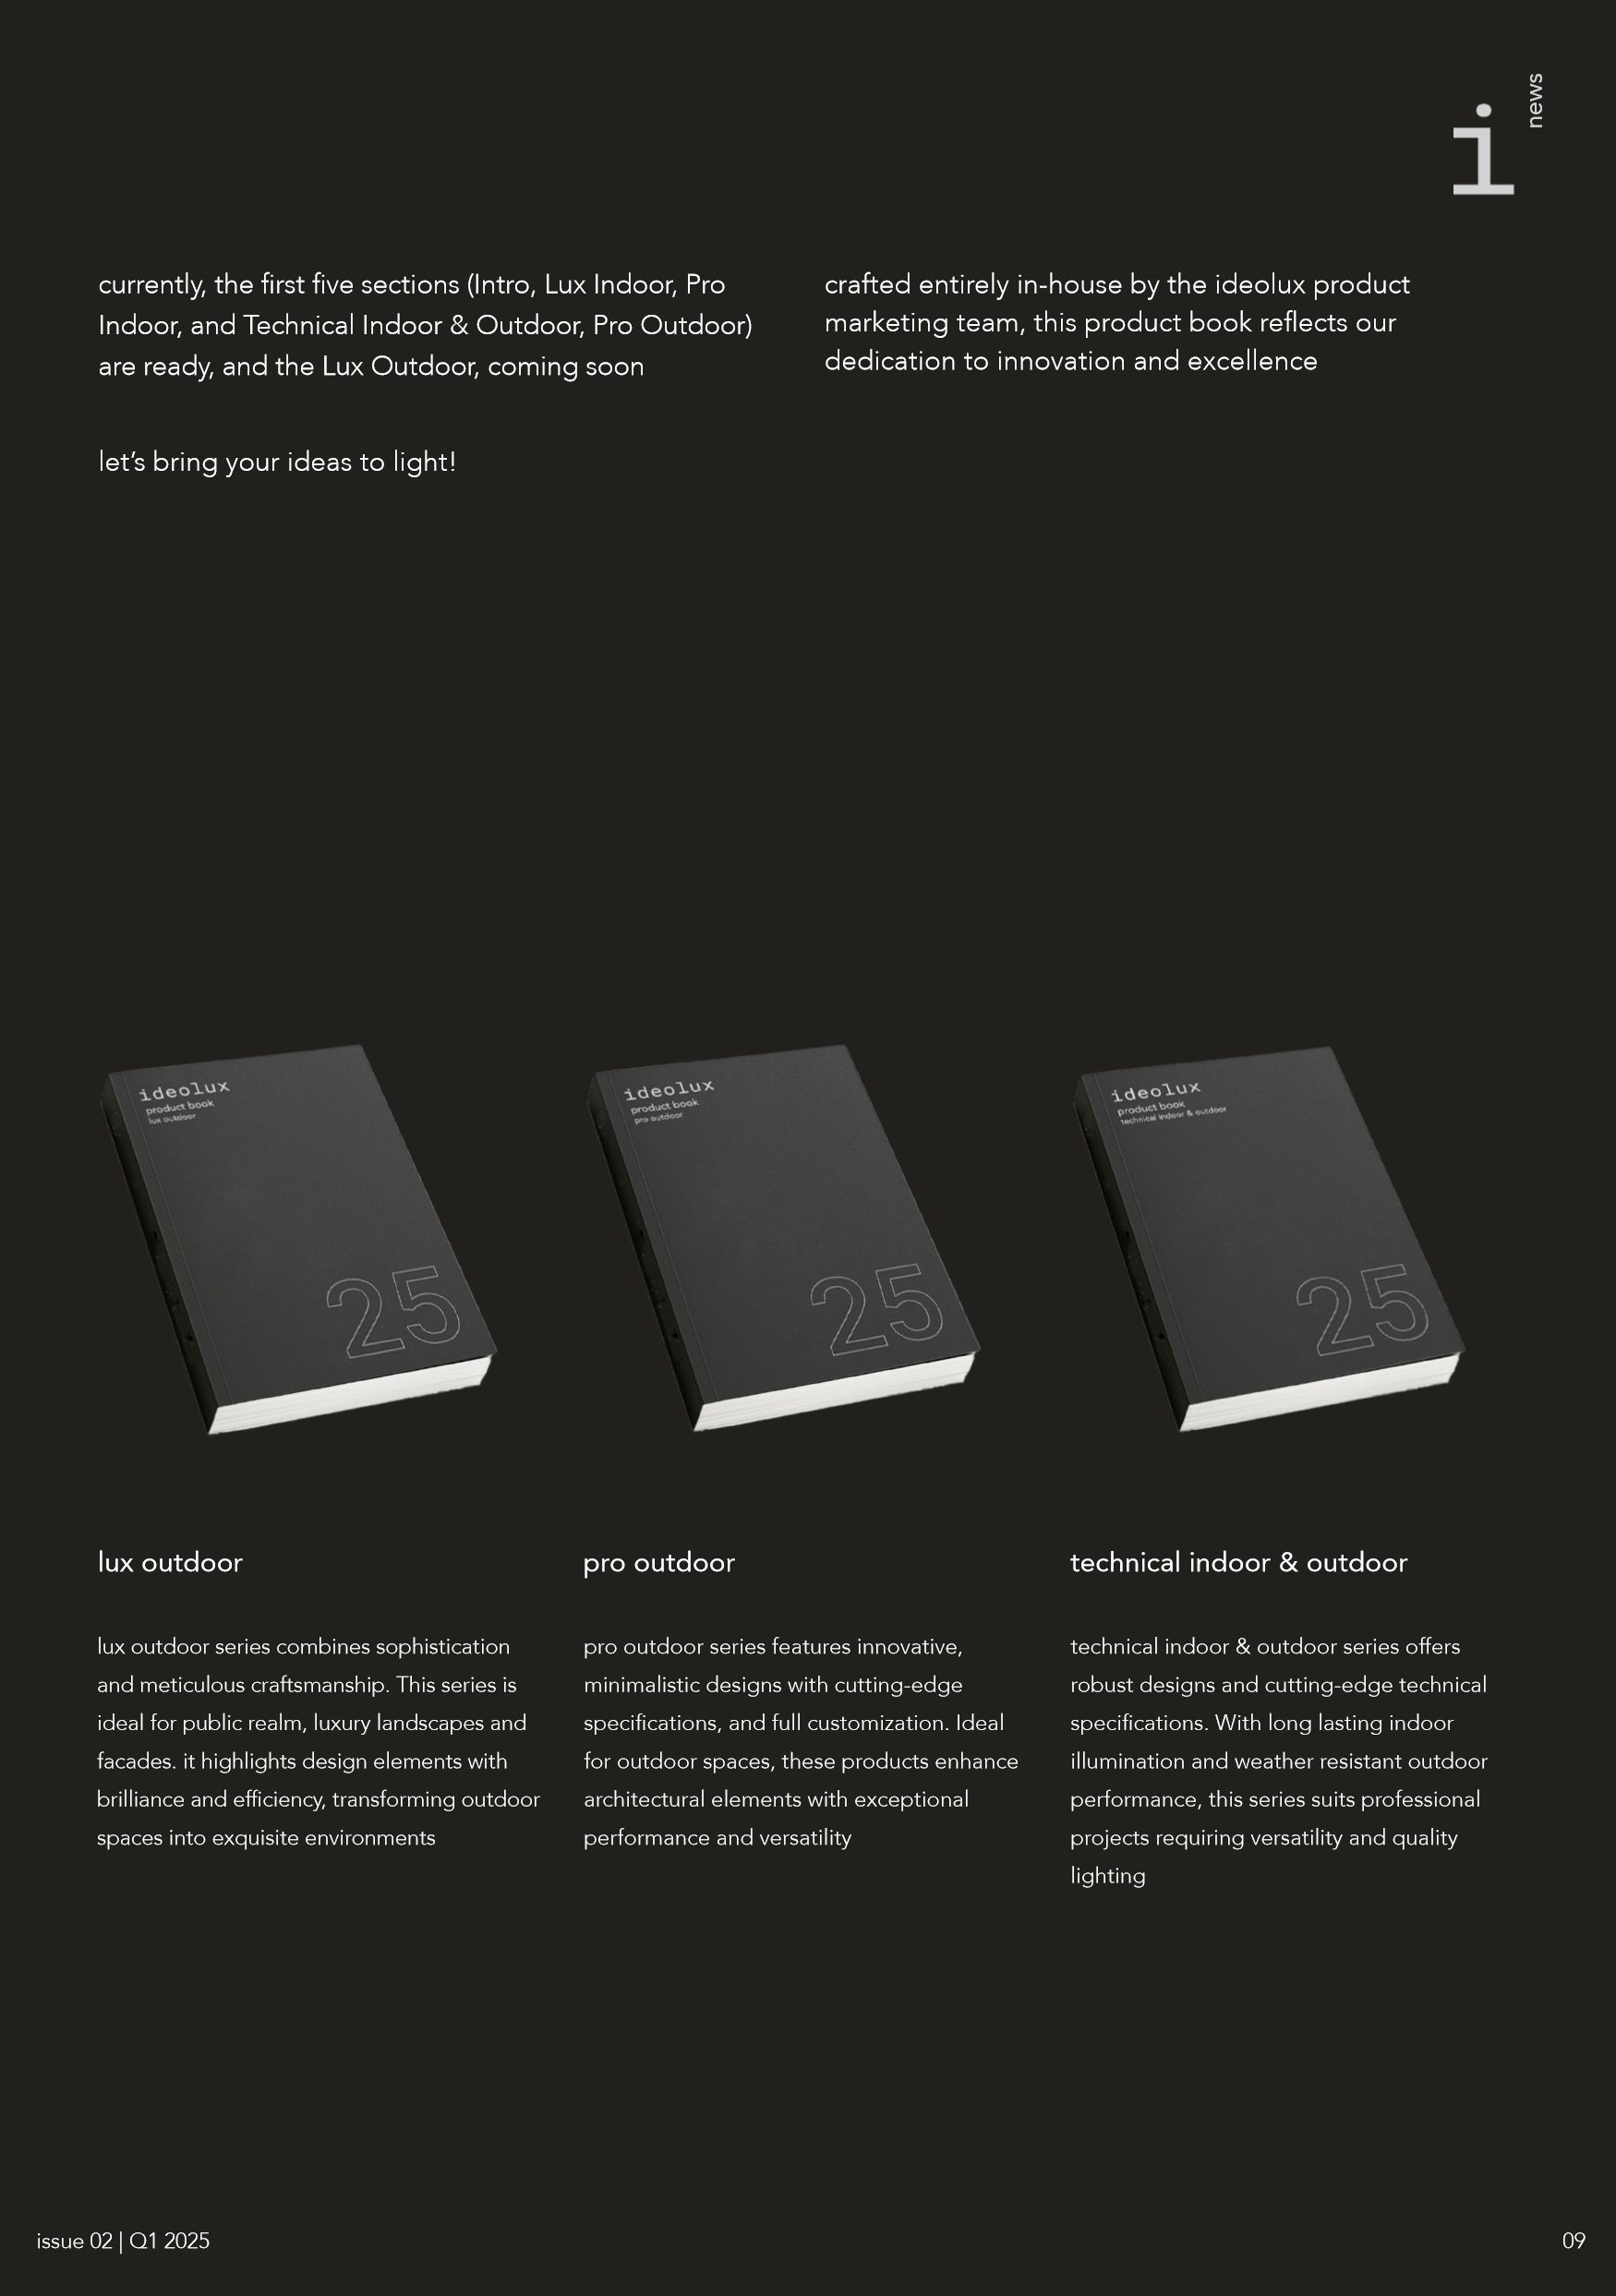 news
i
currently, the first five sections (Intro, Lux Indoor, Pro
Indoor, and Technical Indoor & Outdoor, Pro Outdoor)
are ready, and the Lux Outdoor, coming soon
let's bring your ideas to light!
crafted entirely in-house by the ideolux product
marketing team, this product book reflects our
dedication to innovation and excellence
ideolux
product book
lux outdoor
25
ideolux
product book
pro outdoor
25
ideolux
product book
technical indoor & outdoor
25
lux outdoor
lux outdoor series combines sophistication
and meticulous craftsmanship. This series is
ideal for public realm, luxury landscapes and
facades. it highlights design elements with
brilliance and efficiency, transforming outdoor
spaces into exquisite environments
pro outdoor
pro outdoor series features innovative,
minimalistic designs with cutting-edge
specifications, and full customization. Ideal
for outdoor spaces, these products enhance
architectural elements with exceptional
performance and versatility
technical indoor & outdoor
technical indoor & outdoor series offers
robust designs and cutting-edge technical
specifications. With long lasting indoor
illumination and weather resistant outdoor
performance, this series suits professional
projects requiring versatility and quality
lighting
issue 02 | Q1 2025
09